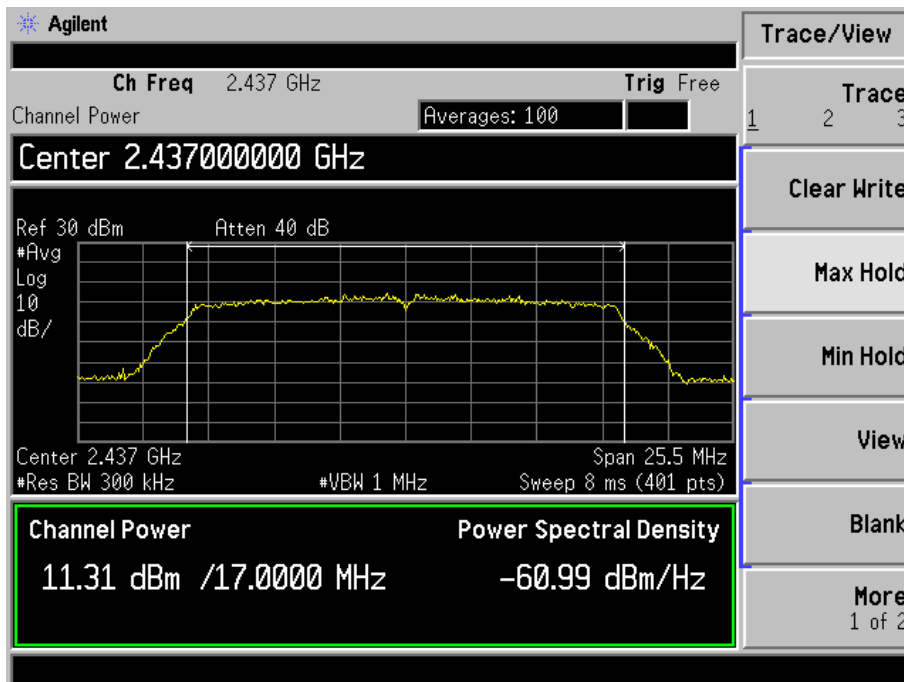 Agilent
Trace/View
Ch Freq 2.437 GHz Trig Free
Channel Power Averages: 100
Center 2.437000000 GHz
Ref 30 dBm Atten 40 dB
#Avg
Log
10
dB/
Center 2.437 GHz Span 25.5 MHz
#Res BW 300 kHz #VBW 1 MHz Sweep 8 ms (401 pts)
Channel Power Power Spectral Density
11.31 dBm /17.0000 MHz -60.99 dBm/Hz
Trace
1 2 3
Clear Write
Max Hold
Min Hold
View
Blank
More
1 of 2